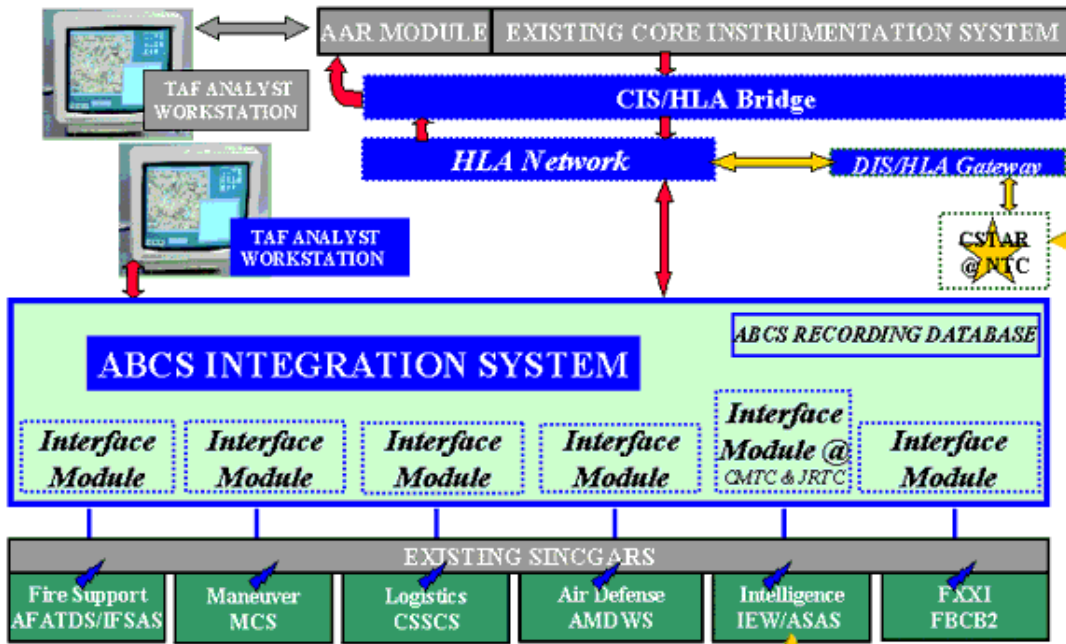 AAR MODULE
EXISTING CORE INSTRUMENTATION SYSTEM
TAF ANALYST
WORKSTATION
CIS/HLA Bridge
HLA Network
DIS/HLA Gateway
TAF ANALYST
WORKSTATION
CSTAR
@ NTC
ABCS RECORDING DATABASE
ABCS INTEGRATION SYSTEM
Interface
Module
Interface
Module
Interface
Module
Interface
Module
Interface
Module @
CMTC & JRTC
Interface
Module
EXISTING SINCGARS
Fire Support
AFATDS/IFSAS
Maneuver
MCS
Logistics
CSSCS
Air Defense
AMDWS
Intelligence
IEW/ASAS
FXXI
FBCB2